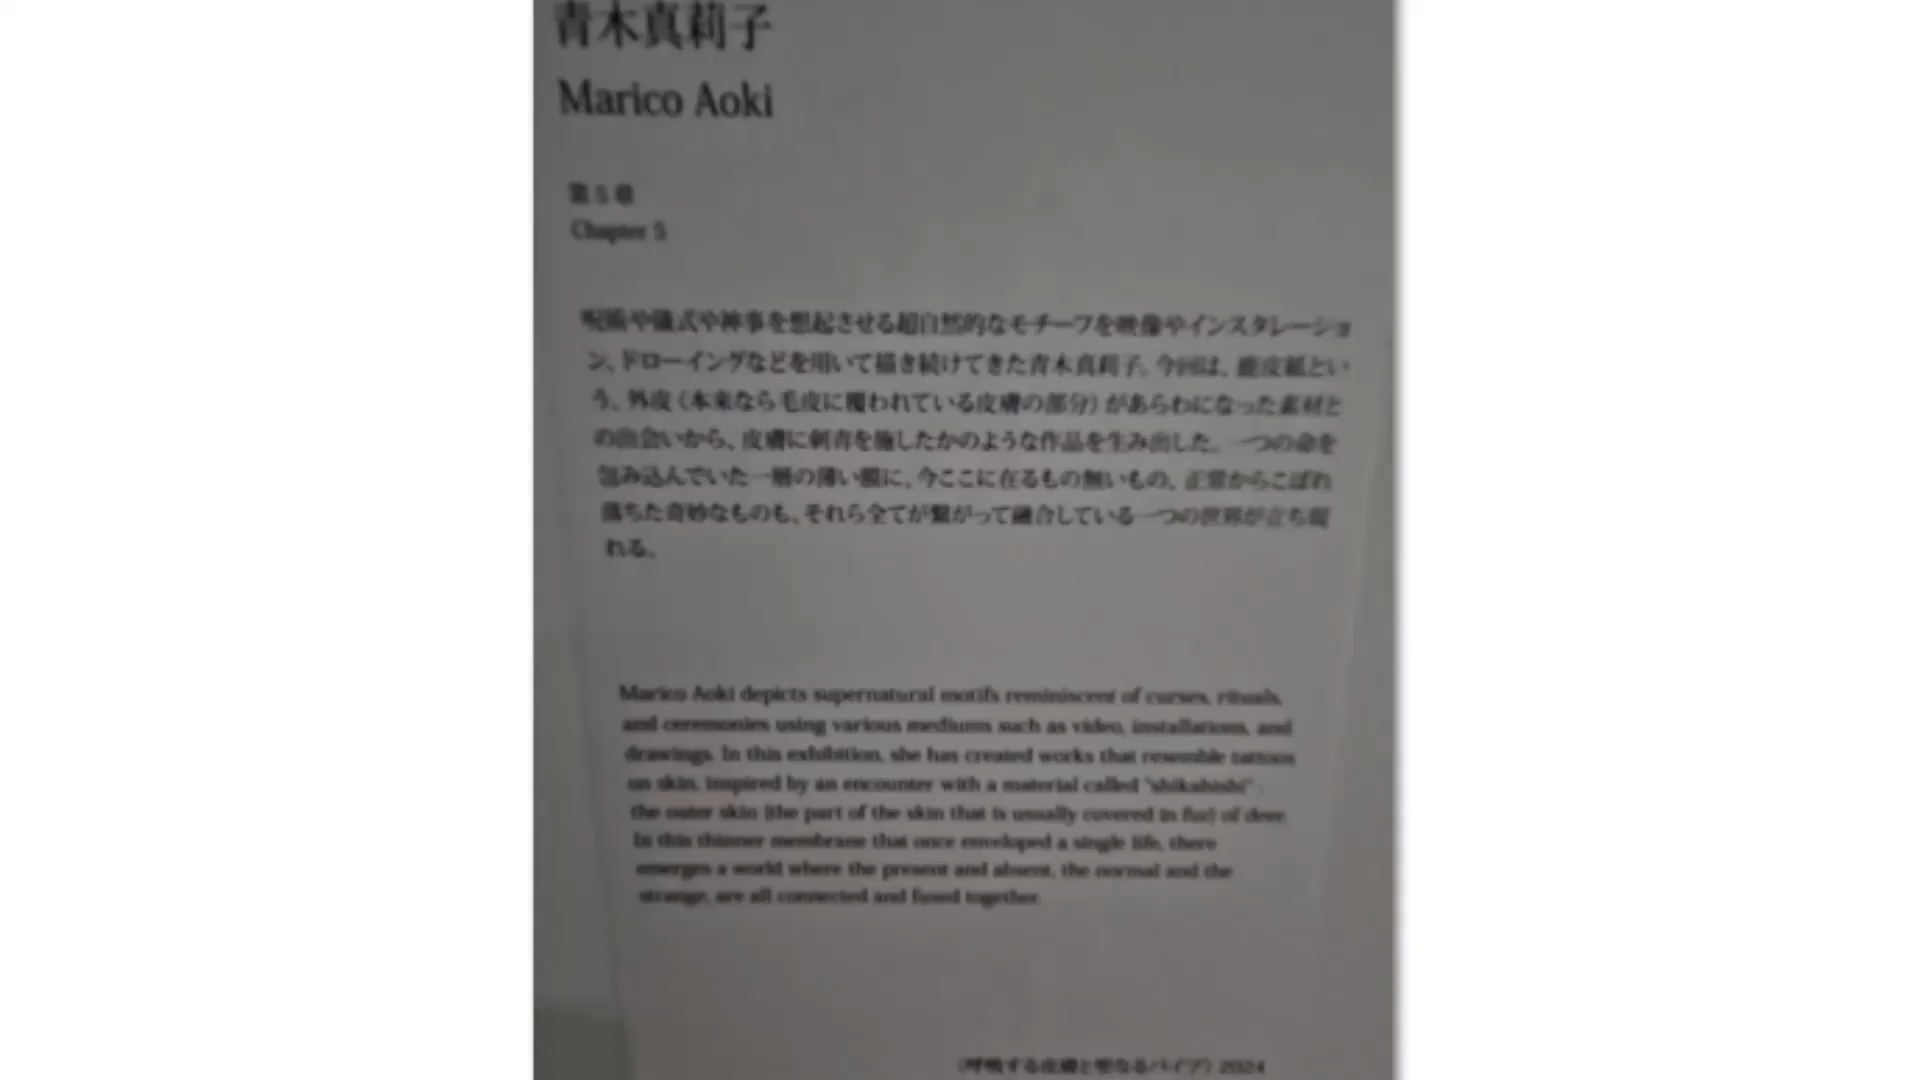 青木真莉子
Marico Aoki
第5章
Chapter 5
呪術や儀式や神事を想起させる超自然的なモチーフを映像やインスタレーショ
ン、ドローイングなどを用いて描き続けてきた青木真莉子。今回は、鹿皮紙とい
う、外皮（本来なら毛皮に覆われている皮膚の部分）があらわになった素材と
の出会いから、皮膚に刺青を施したかのような作品を生み出した。一つの命を
包み込んでいた一層の薄い膜に、今ここに在るもの無いもの、正常からこぼれ
落ちた奇妙なものも、それら全てが繋がって融合している一つの世界が立ち現
れる。
Marico Aoki depicts supernatural motifs reminiscent of curses, rituals,
and ceremonies using various mediums such as video, installations, and
drawings. In this exhibition, she has created works that resemble tattoos
on skin, inspired by an encounter with a material called "shikahishi" -
the outer skin (the part of the skin that is usually covered in fur) of deer.
In this thinner membrane that once enveloped a single life, there
emerges a world where the present and absent, the normal and the
strange, are all connected and fused together.
《呼吸する皮膚と聖なるパイプ》2024